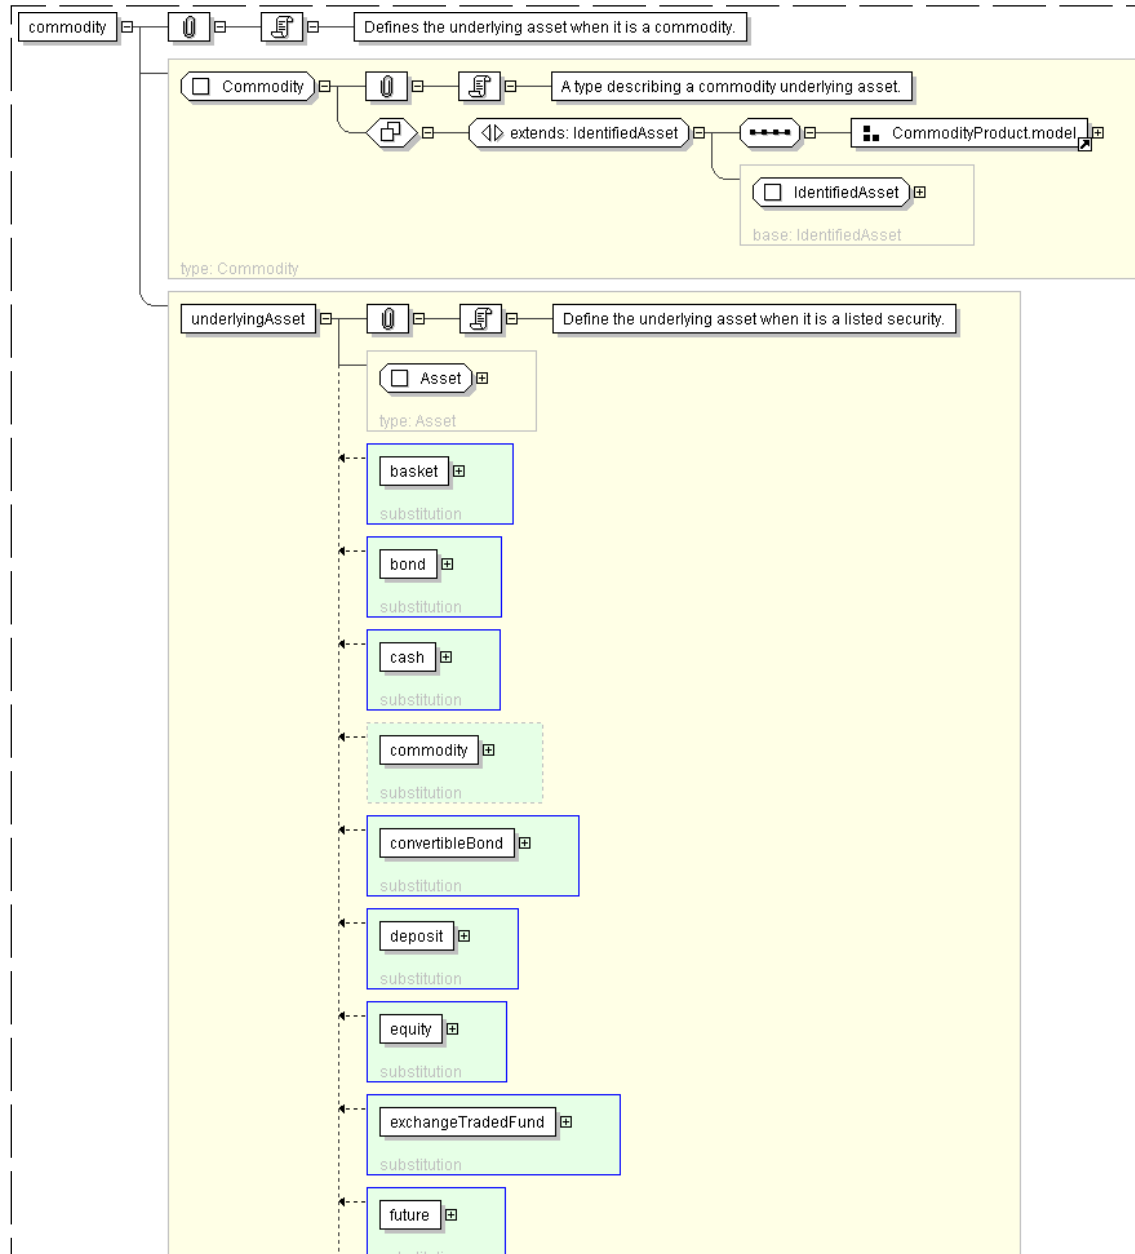 commodity
Defines the underlying asset when it is a commodity.
Commodity
A type describing a commodity underlying asset.
extends: IdentifiedAsset
CommodityProduct.model
IdentifiedAsset
base: IdentifiedAsset
type: Commodity
underlyingAsset
Define the underlying asset when it is a listed security.
Asset
type: Asset
basket
substitution
bond
substitution
cash
substitution
commodity
substitution
convertibleBond
substitution
deposit
substitution
equity
substitution
exchangeTradedFund
substitution
future